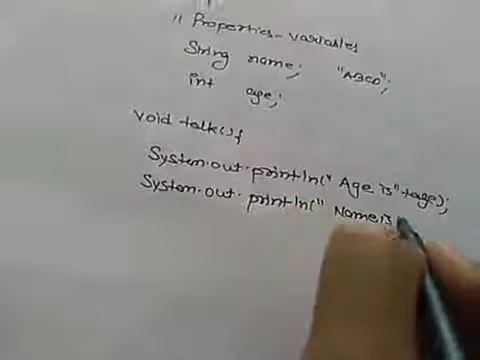 // Properties - variables
String name; "ABCD";
int age;
void talk(){
System.out.println("Age is"+age);
System.out.println("Name is